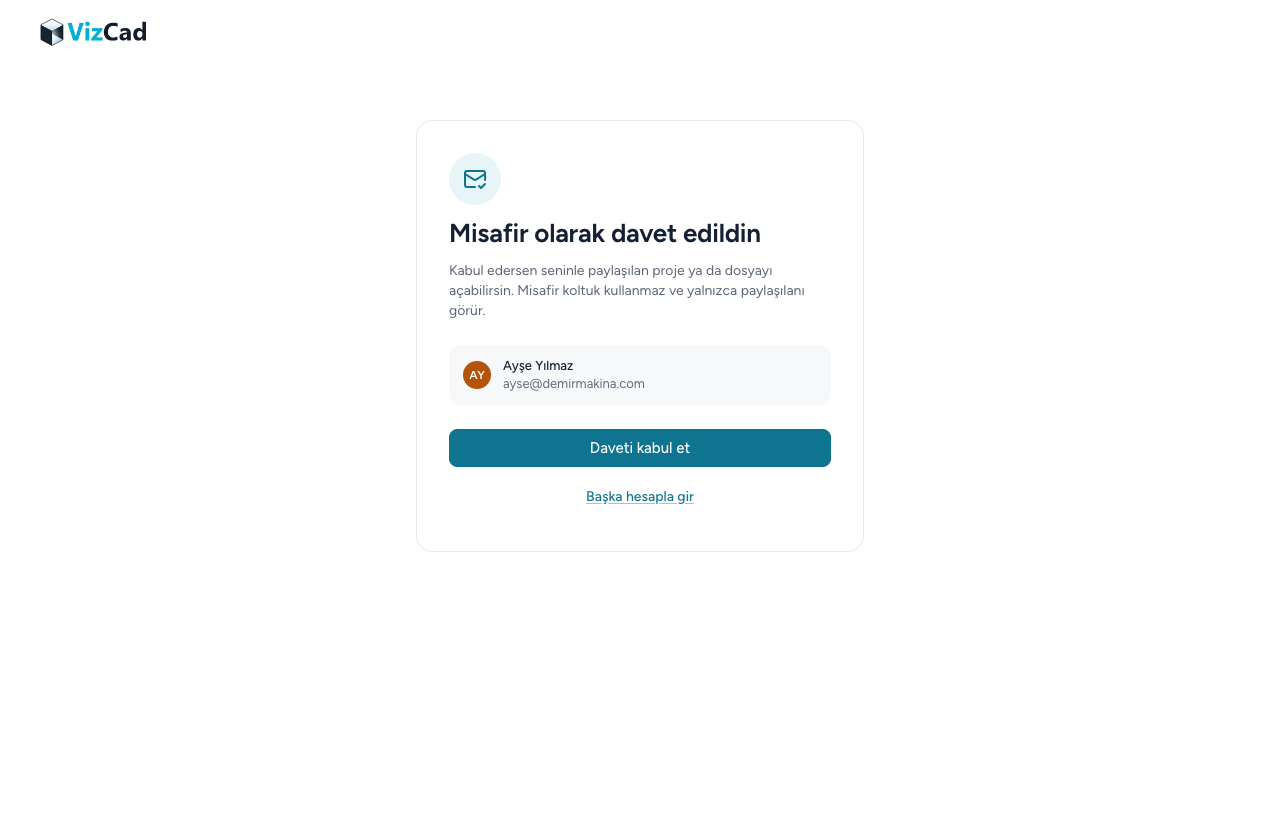 VizCad
Misafir olarak davet edildin
Kabul edersen seninle paylaşılan proje ya da dosyayı
açabilirsin. Misafir koltuk kullanmaz ve yalnızca paylaşılanı
görür.
AY
Ayşe Yılmaz
ayse@demirmakina.com
Daveti kabul et
Başka hesapla gir